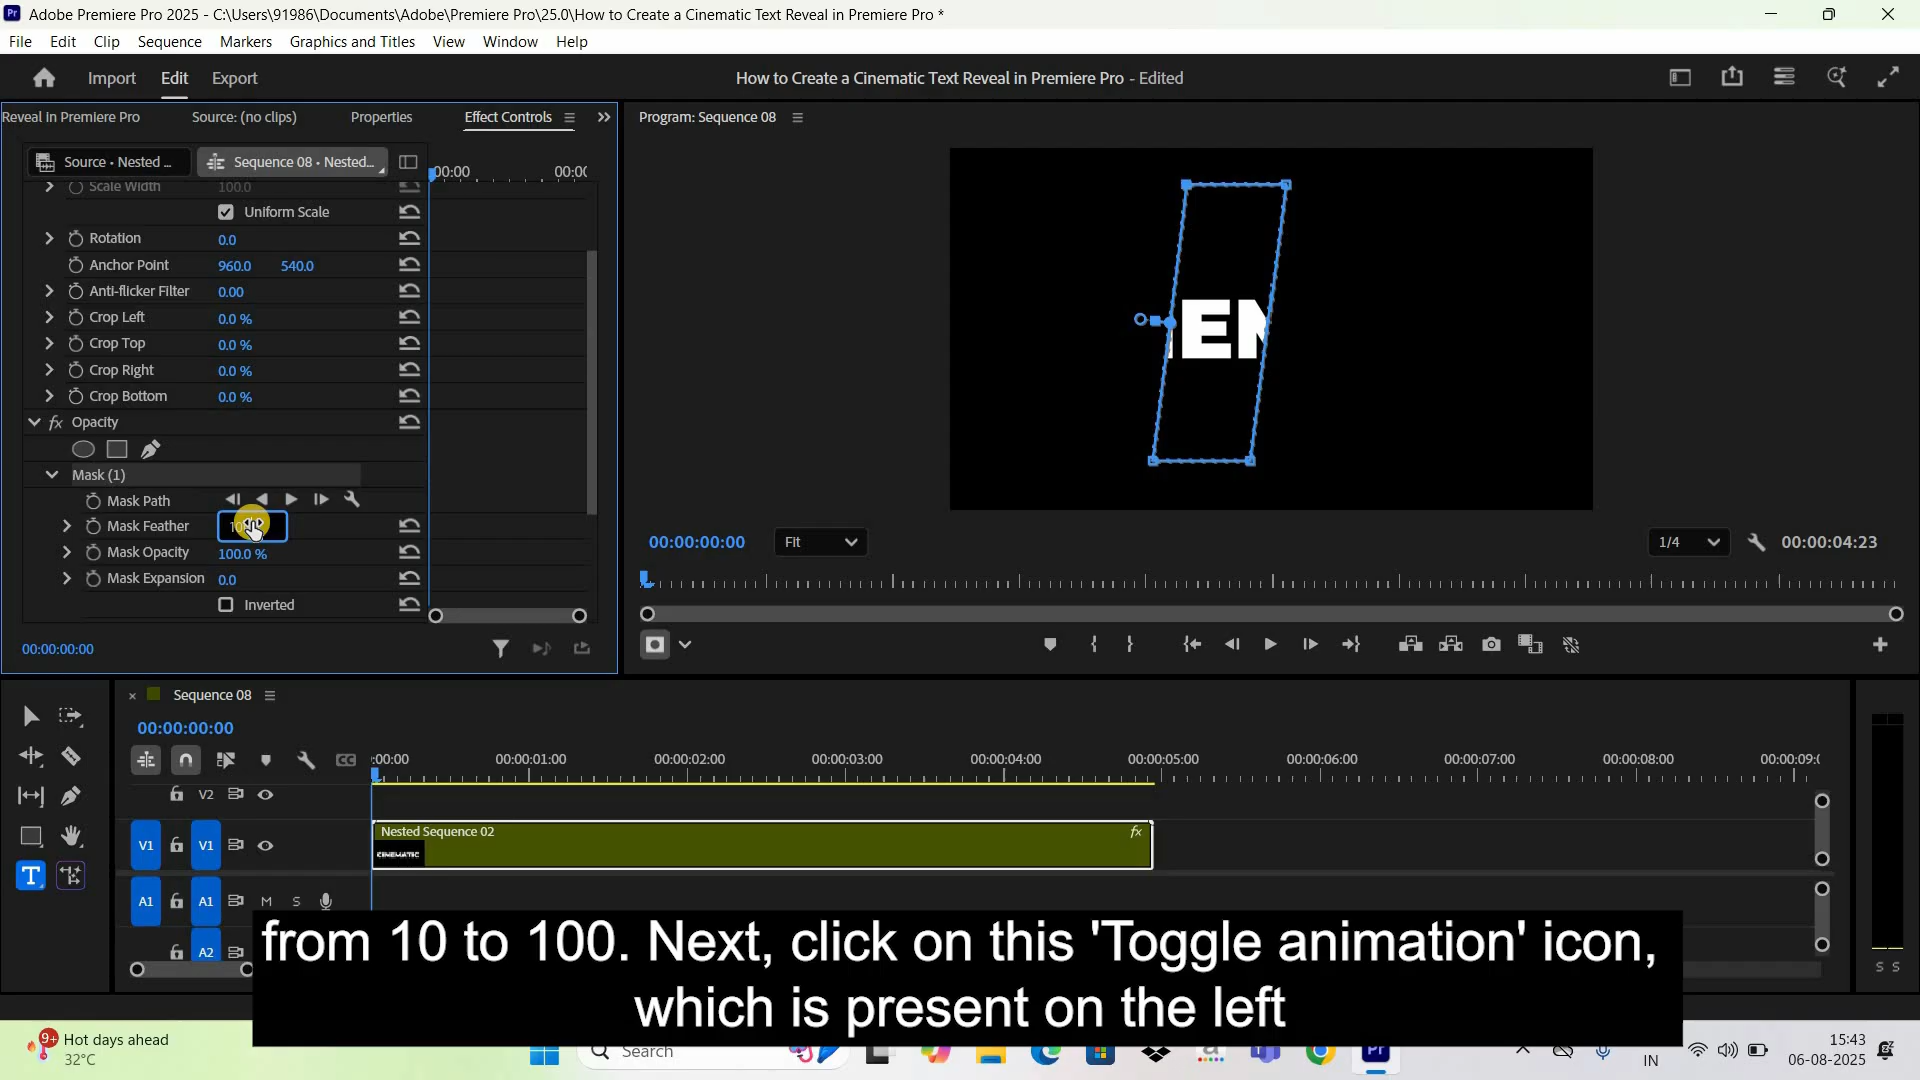 Adobe Premiere Pro 2025 - C:\Users\91986\Documents\Adobe\Premiere Pro\25.0\How to Create a Cinematic Text Reveal in Premiere Pro *
File Edit Clip Sequence Markers Graphics and Titles View Window Help
Import Edit Export
How to Create a Cinematic Text Reveal in Premiere Pro - Edited
Reveal In Premiere Pro Source: (no clips) Properties Effect Controls
Program: Sequence 08
Source • Nested ... Sequence 08 • Nested... :00:00 00:0
Scale Width 100.0
Uniform Scale
Rotation 0.0
Anchor Point 960.0 540.0
Anti-flicker Filter 0.00
Crop Left 0.0 %
Crop Top 0.0 %
Crop Right 0.0 %
Crop Bottom 0.0 %
fx Opacity
Mask (1)
Mask Path
Mask Feather
Mask Opacity 100.0 %
Mask Expansion 0.0
Inverted
00:00:00:00
IEN
00:00:00:00 Fit 1/4 00:00:04:23
Sequence 08
00:00:00:00
:00:00 00:00:01:00 00:00:02:00 00:00:03:00 00:00:04:00 00:00:05:00 00:00:06:00 00:00:07:00 00:00:08:00 00:00:09:
CC
V2
V1 V1
Nested Sequence 02 fx
CINEMATIC
A1 A1 M S
A2
S S
from 10 to 100. Next, click on this 'Toggle animation' icon,
which is present on the left
9+ Hot days ahead
32°C
Search
Pr
IN
15:43
06-08-2025